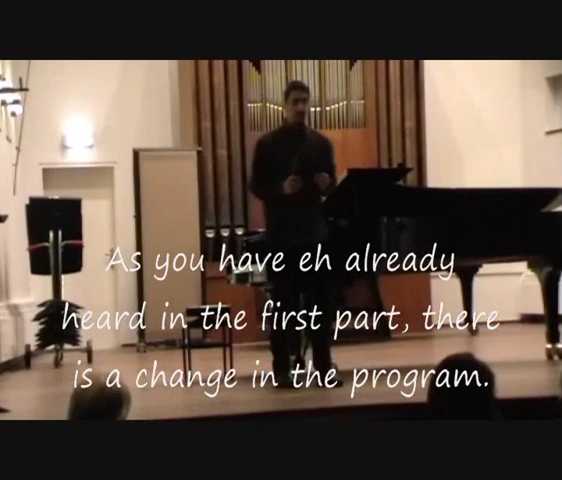 As you have eh already
heard in the first part, there
is a change in the program.